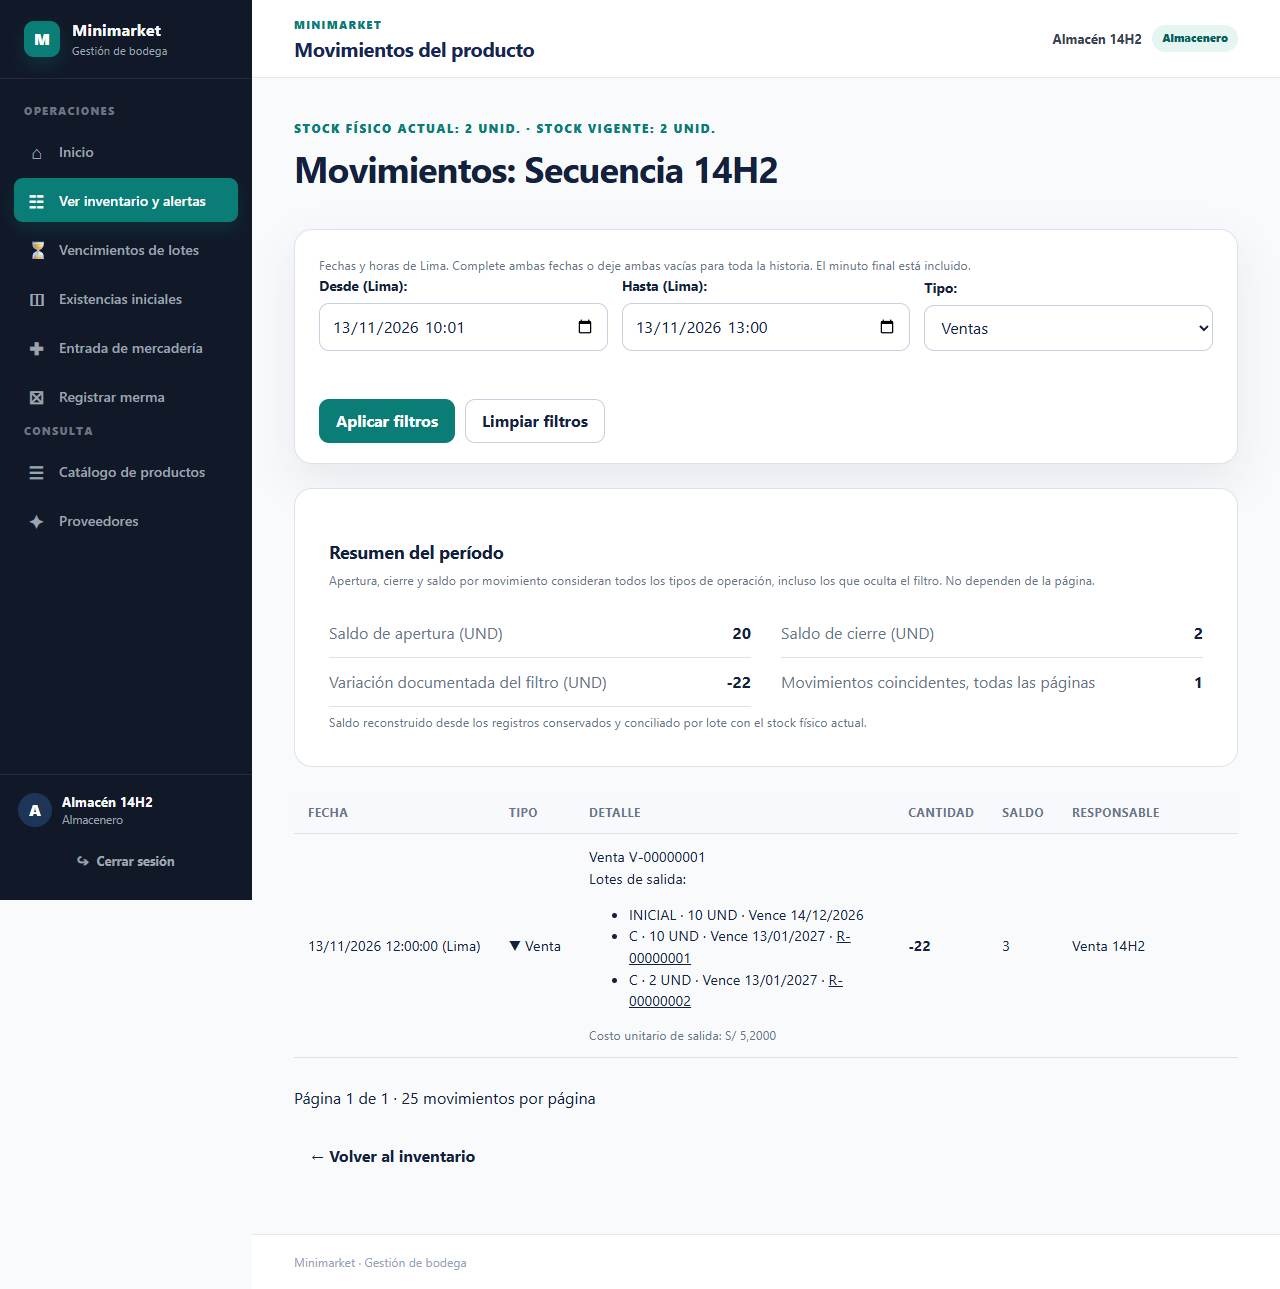 M
Minimarket
Gestión de bodega
OPERACIONES
Inicio
Ver inventario y alertas
Vencimientos de lotes
Existencias iniciales
Entrada de mercadería
Registrar merma
CONSULTA
Catálogo de productos
Proveedores
A
Almacén 14H2
Almacenero
Cerrar sesión
MINIMARKET
Movimientos del producto
Almacén 14H2
Almacenero
STOCK FÍSICO ACTUAL: 2 UNID. · STOCK VIGENTE: 2 UNID.
Movimientos: Secuencia 14H2
Fechas y horas de Lima. Complete ambas fechas o deje ambas vacías para toda la historia. El minuto final está incluido.
Desde (Lima):
13/11/2026 10:01
Hasta (Lima):
13/11/2026 13:00
Tipo:
Ventas
Aplicar filtros
Limpiar filtros
Resumen del período
Apertura, cierre y saldo por movimiento consideran todos los tipos de operación, incluso los que oculta el filtro. No dependen de la página.
Saldo de apertura (UND) 20
Saldo de cierre (UND) 2
Variación documentada del filtro (UND) -22
Movimientos coincidentes, todas las páginas 1
Saldo reconstruido desde los registros conservados y conciliado por lote con el stock físico actual.
FECHA TIPO DETALLE CANTIDAD SALDO RESPONSABLE
13/11/2026 12:00:00 (Lima)
▼ Venta
Venta V-00000001
Lotes de salida:
• INICIAL · 10 UND · Vence 14/12/2026
• C · 10 UND · Vence 13/01/2027 · R-
00000001
• C · 2 UND · Vence 13/01/2027 · R-
00000002
Costo unitario de salida: S/ 5,2000
-22
3
Venta 14H2
Página 1 de 1 · 25 movimientos por página
← Volver al inventario
Minimarket · Gestión de bodega